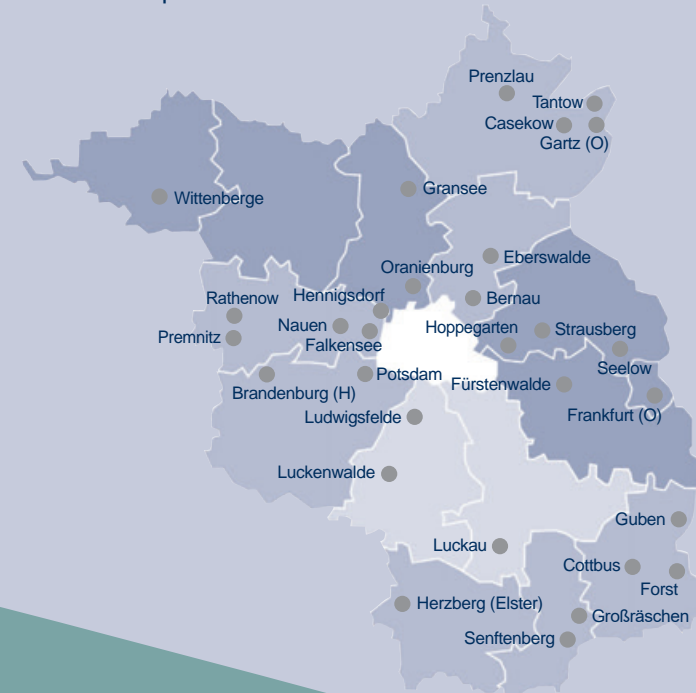 Prenzlau
Tantow
Casekow
Gartz (O)
Gransee
Wittenberge
Eberswalde
Oranienburg
Rathenow
Hennigsdorf
Bernau
Premnitz
Nauen
Hoppegarten
Strausberg
Falkensee
Seelow
Potsdam
Fürstenwalde
Brandenburg (H)
Ludwigsfelde
Frankfurt (O)
Luckenwalde
Guben
Luckau
Cottbus
Forst
Herzberg (Elster)
Großräschen
Senftenberg